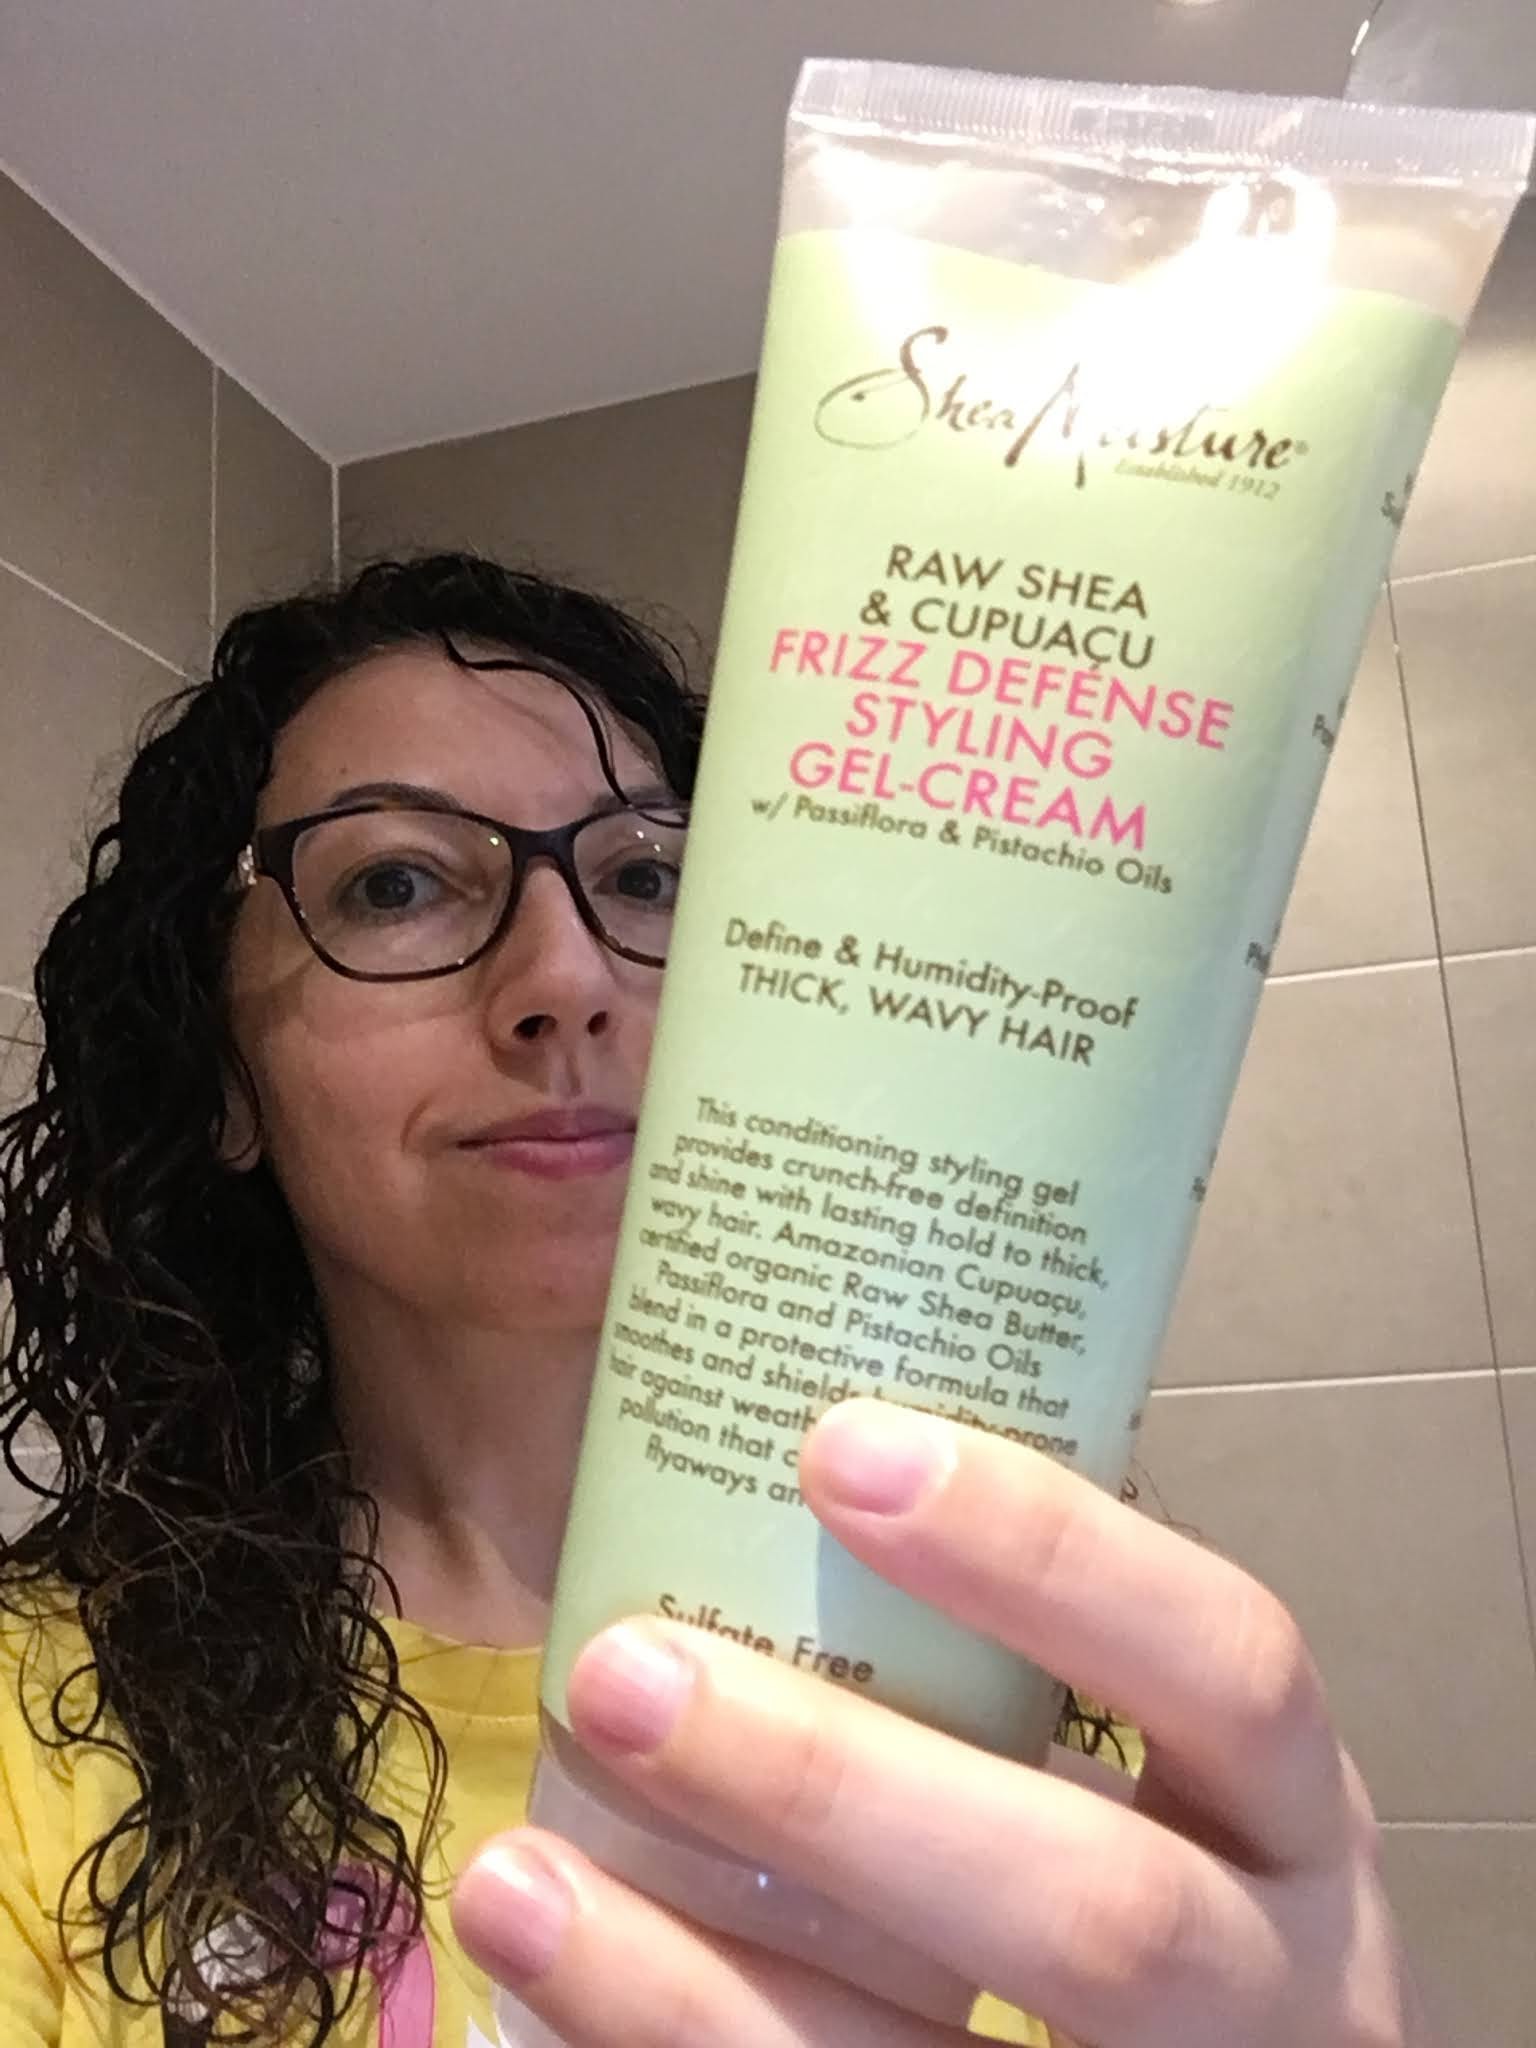 SheaMoisture®
Established 1912
RAW SHEA
& CUPUAÇU
FRIZZ DEFENSE
STYLING
GEL-CREAM
w/ Passiflora & Pistachio Oils
Define & Humidity-Proof
THICK, WAVY HAIR
This conditioning styling gel
provides crunch-free definition
and shine with lasting hold to thick,
wavy hair. Amazonian Cupuaçu,
certified organic Raw Shea Butter,
Passiflora and Pistachio Oils
blend in a protective formula that
smoothes and shields humidity-prone
hair against
pollution that
flyaways
Sulfate Free